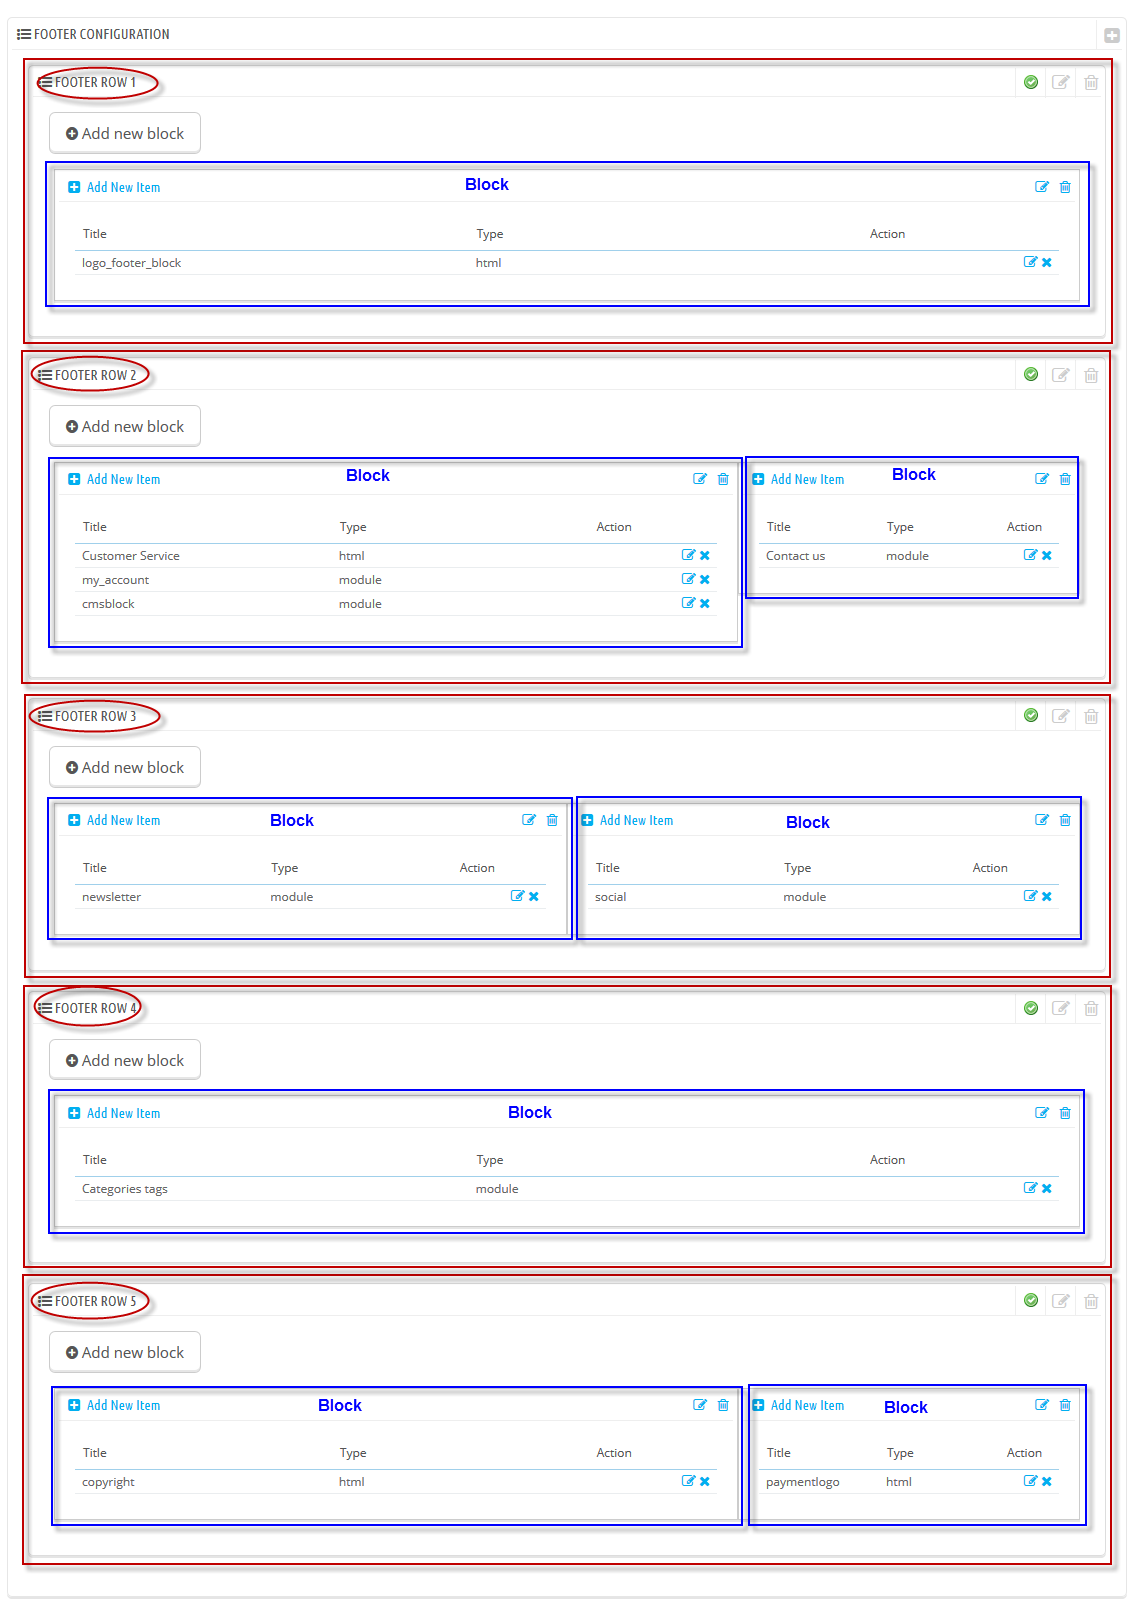 FOOTER CONFIGURATION
FOOTER ROW 1
Add new block
Add New Item Block
Title Type Action
logo_footer_block html
FOOTER ROW 2
Add new block
Add New Item Block
Title Type Action
Customer Service html
my_account module
cmsblock module
Add New Item Block
Title Type Action
Contact us module
FOOTER ROW 3
Add new block
Add New Item Block
Title Type Action
newsletter module
Add New Item Block
Title Type Action
social module
FOOTER ROW 4
Add new block
Add New Item Block
Title Type Action
Categories tags module
FOOTER ROW 5
Add new block
Add New Item Block
Title Type Action
copyright html
Add New Item Block
Title Type Action
paymentlogo html